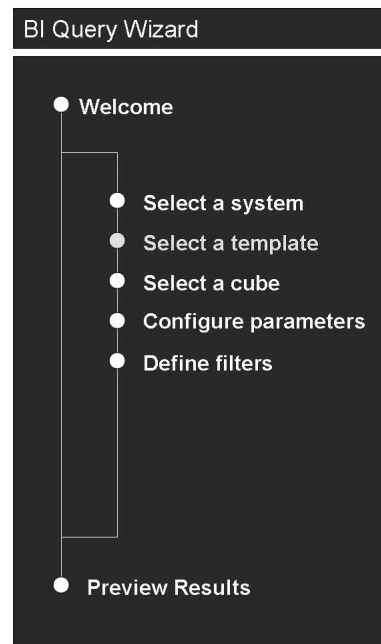 BI Query Wizard
Welcome
Select a system
Select a template
Select a cube
Configure parameters
Define filters
Preview Results